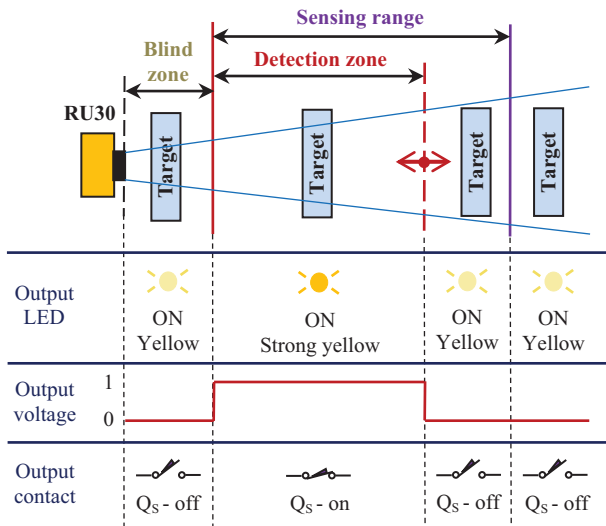 Sensing range
Blind zone
Detection zone
RU30
Target
Target
Target
Target
Output LED
ON Yellow
ON Strong yellow
ON Yellow
ON Yellow
Output voltage
1
0
Output contact
Qs - off
Qs - on
Qs - off
Qs - off